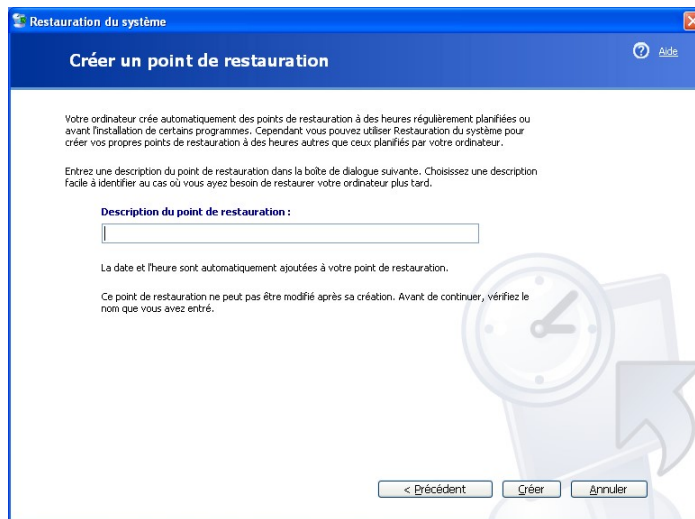 Restauration du système
Créer un point de restauration
Aide
Votre ordinateur crée automatiquement des points de restauration à des heures régulièrement planifiées ou
avant l'installation de certains programmes. Cependant vous pouvez utiliser Restauration du système pour
créer vos propres points de restauration à des heures autres que ceux planifiés par votre ordinateur.
Entrez une description du point de restauration dans la boîte de dialogue suivante. Choisissez une description
facile à identifier au cas où vous ayez besoin de restaurer votre ordinateur plus tard.
Description du point de restauration :
La date et l'heure sont automatiquement ajoutées à votre point de restauration.
Ce point de restauration ne peut pas être modifié après sa création. Avant de continuer, vérifiez le
nom que vous avez entré.
< Précédent
Créer
Annuler